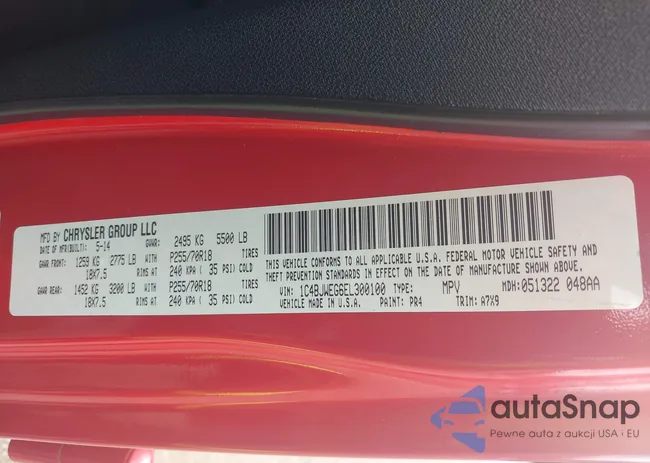 MFD BY CHRYSLER GROUP LLC
DATE OF MFR(BUILT): 5-14 GVWR: 2495 KG 5500 LB
GAWR FRONT: 1259 KG 2775 LB TIRES P255/70R18
18X7.5 RIMS AT 240 KPA ( 35 PSI) COLD
GAWR REAR: 1452 KG 3200 LB TIRES P255/70R18
18X7.5 RIMS AT 240 KPA ( 35 PSI) COLD
THIS VEHICLE CONFORMS TO ALL APPLICABLE U.S.A. FEDERAL MOTOR VEHICLE SAFETY AND
THEFT PREVENTION STANDARDS IN EFFECT ON THE DATE OF MANUFACTURE SHOWN ABOVE.
VIN: 1C4BJWEG6EL300100 TYPE: MPV MDH: 051322 048AA
MADE IN U.S.A. PAINT: PR4 TRIM: A7X9
autaSnap
Pewne auta z aukcji USA i EU